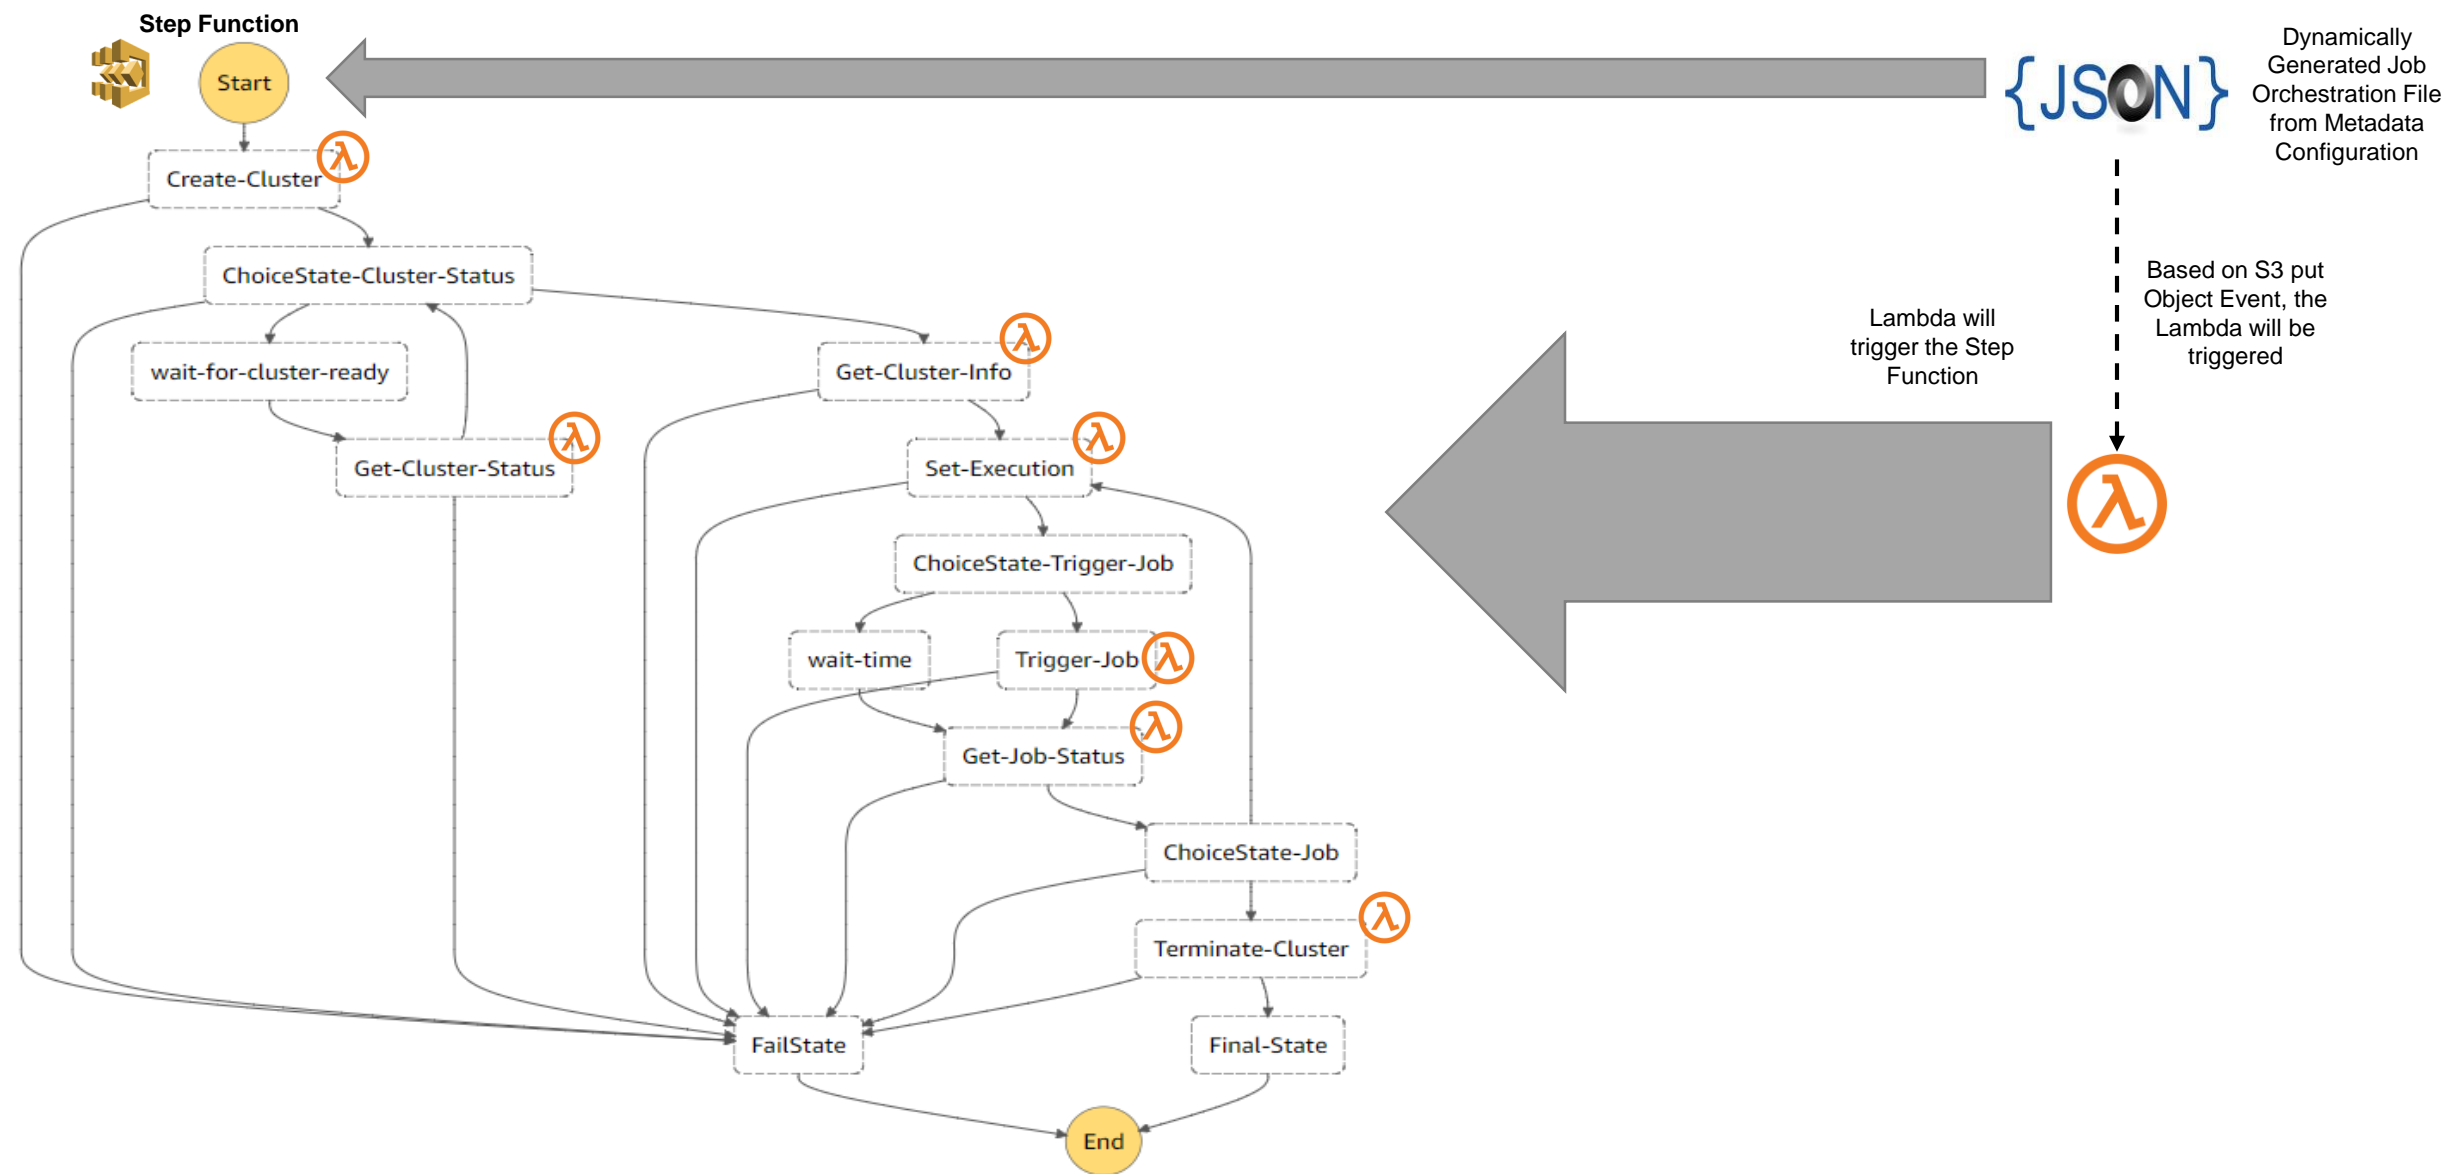 Step Function
Start
{JSON}
Dynamically
Generated Job
Orchestration File
from Metadata
Configuration
Create-Cluster
ChoiceState-Cluster-Status
Based on S3 put
Object Event, the
Lambda will be
triggered
Lambda will
trigger the Step
Function
wait-for-cluster-ready
Get-Cluster-Info
Get-Cluster-Status
Set-Execution
ChoiceState-Trigger-Job
wait-time
Trigger-Job
Get-Job-Status
ChoiceState-Job
Terminate-Cluster
FailState
Final-State
End